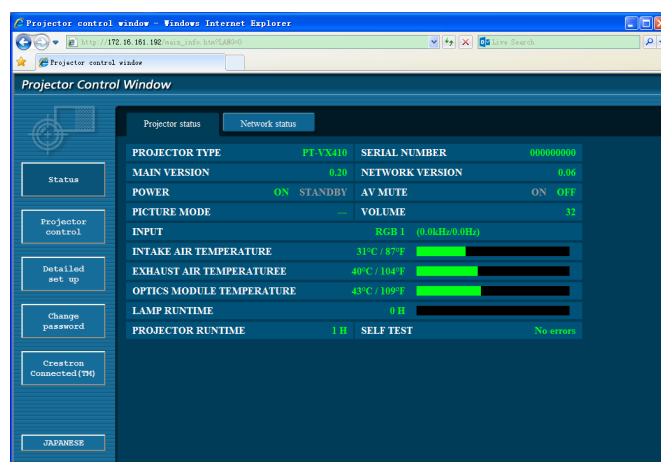 Projector control window - Windows Internet Explorer
http://172.16.161.192/main_info.htm?LANG=0
Live Search
Projector control window
Projector Control Window
Projector status Network status
PROJECTOR TYPE PT-VX410 SERIAL NUMBER 000000000
MAIN VERSION 0.20 NETWORK VERSION 0.06
POWER ON STANDBY AV MUTE ON OFF
PICTURE MODE — VOLUME 32
INPUT RGB 1 (0.0kHz/0.0Hz)
INTAKE AIR TEMPERATURE 31°C / 87°F
EXHAUST AIR TEMPERATUREE 40°C / 104°F
OPTICS MODULE TEMPERATURE 43°C / 109°F
LAMP RUNTIME 0 H
PROJECTOR RUNTIME 1 H SELF TEST No errors
Status
Projector
control
Detailed
set up
Change
password
Crestron
Connected(TM)
JAPANESE